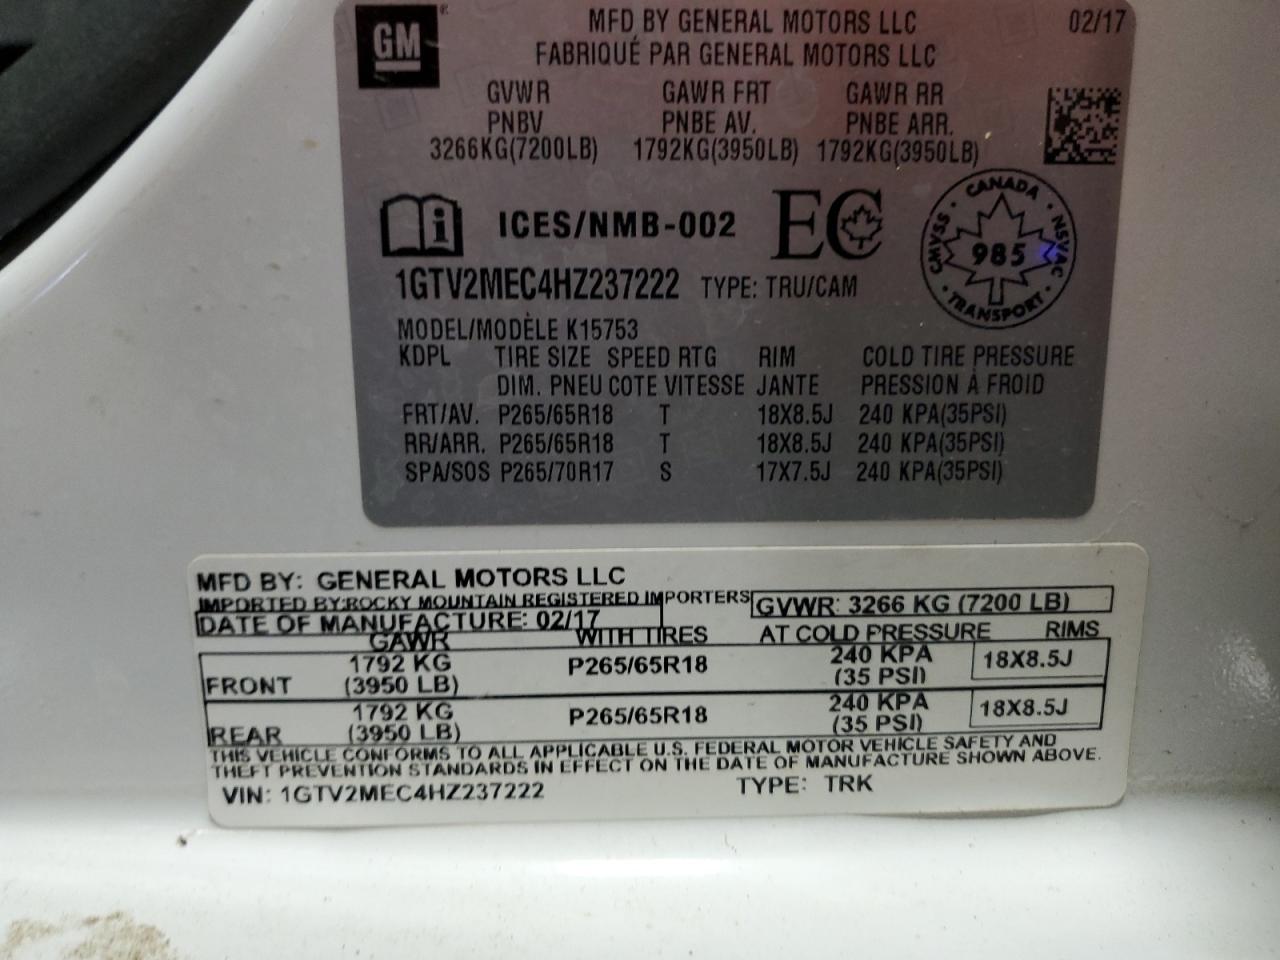 GM
MFD BY GENERAL MOTORS LLC 02/17
FABRIQUÉ PAR GENERAL MOTORS LLC
GVWR GAWR FRT GAWR RR
PNBV PNBE AV. PNBE ARR.
3266KG(7200LB) 1792KG(3950LB) 1792KG(3950LB)
ICES/NMB-002 EC
CANADA NSVAC TRANSPORT CMVSS 985
1GTV2MEC4HZ237222 TYPE: TRU/CAM
MODEL/MODÈLE K15753
KDPL TIRE SIZE SPEED RTG RIM COLD TIRE PRESSURE
DIM. PNEU COTE VITESSE JANTE PRESSION À FROID
FRT/AV. P265/65R18 T 18X8.5J 240 KPA(35PSI)
RR/ARR. P265/65R18 T 18X8.5J 240 KPA(35PSI)
SPA/SOS P265/70R17 S 17X7.5J 240 KPA(35PSI)
MFD BY: GENERAL MOTORS LLC
IMPORTED BY:ROCKY MOUNTAIN REGISTERED IMPORTERS GVWR: 3266 KG (7200 LB)
DATE OF MANUFACTURE: 02/17
GAWR WITH TIRES AT COLD PRESSURE RIMS
1792 KG P265/65R18 240 KPA 18X8.5J
FRONT (3950 LB) (35 PSI)
1792 KG P265/65R18 240 KPA 18X8.5J
REAR (3950 LB) (35 PSI)
THIS VEHICLE CONFORMS TO ALL APPLICABLE U.S. FEDERAL MOTOR VEHICLE SAFETY AND
THEFT PREVENTION STANDARDS IN EFFECT ON THE DATE OF MANUFACTURE SHOWN ABOVE.
VIN: 1GTV2MEC4HZ237222 TYPE: TRK